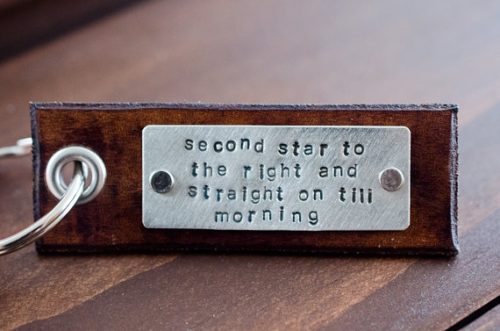 second star to
the right and
straight on till
morning